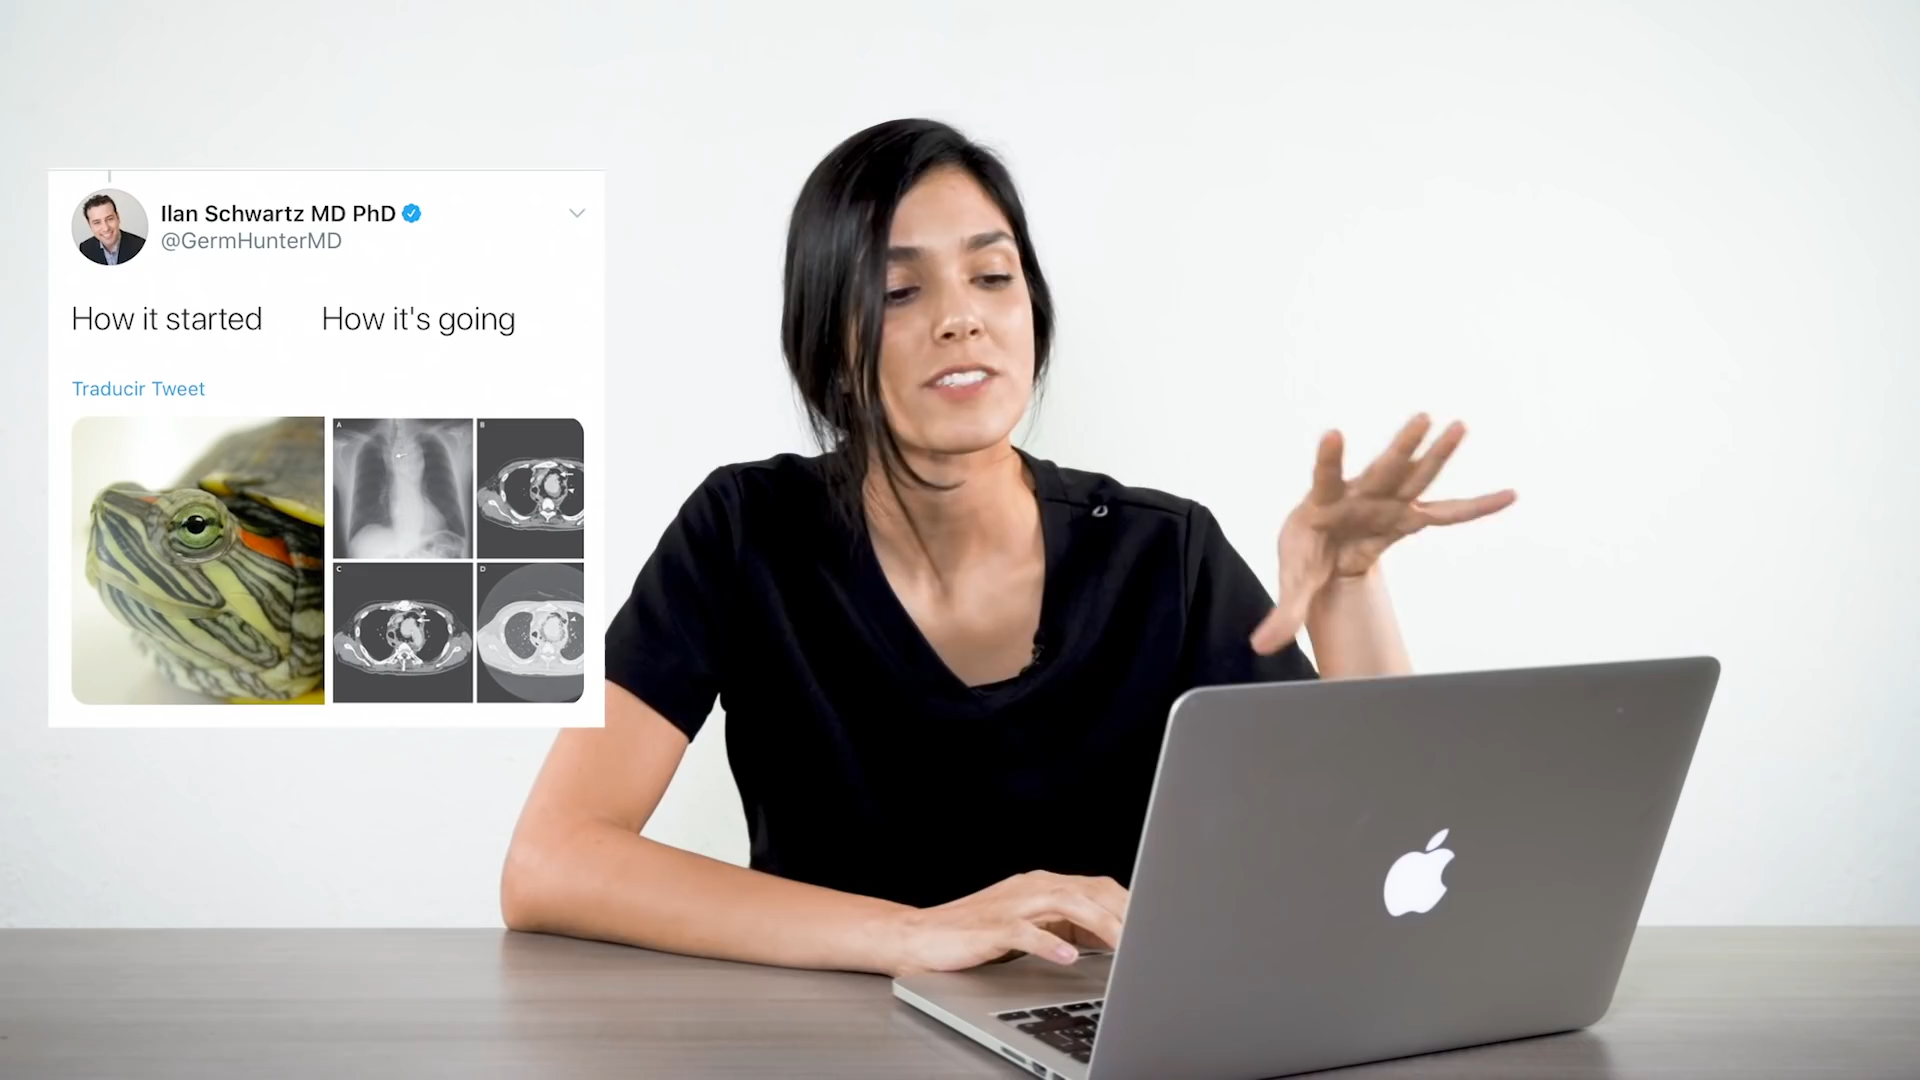 Ilan Schwartz MD PhD
@GermHunterMD
How it started How it's going
Traducir Tweet
A
B
C
D